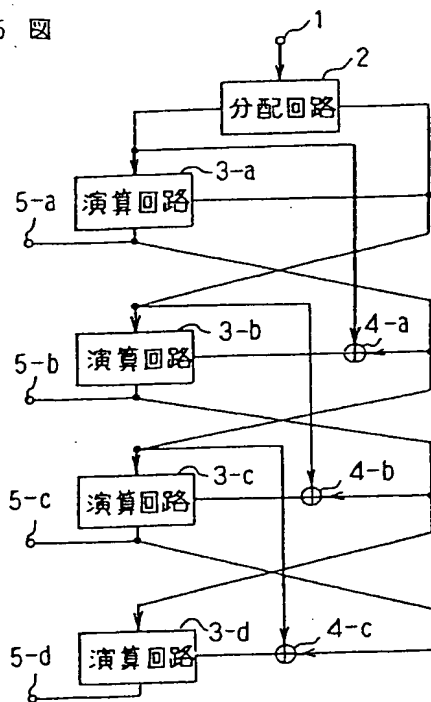 5 図
1
2
分配回路
3-a
演算回路
5-a
3-b
演算回路
4-a
5-b
3-c
演算回路
4-b
5-c
3-d
演算回路
4-c
5-d